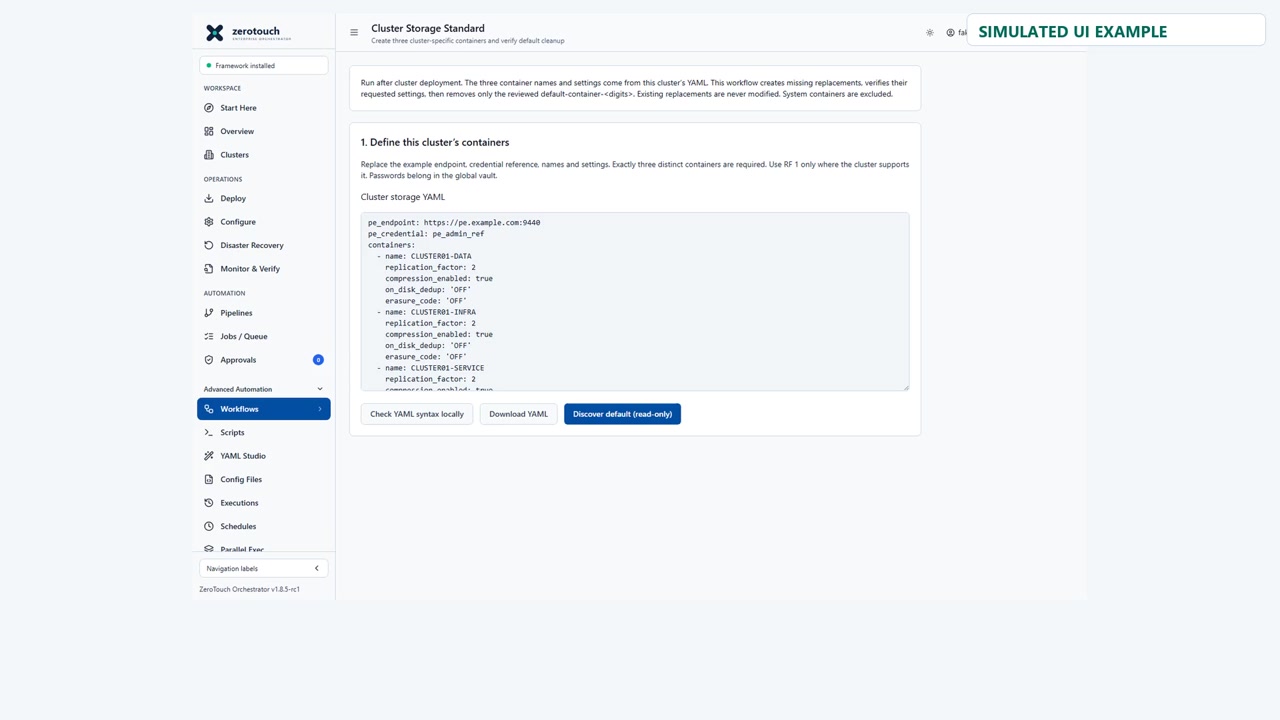 zerotouch
ENTERPRISE ORCHESTRATOR
Framework installed
WORKSPACE
Start Here
Overview
Clusters
OPERATIONS
Deploy
Configure
Disaster Recovery
Monitor & Verify
AUTOMATION
Pipelines
Jobs / Queue
Approvals
0
Advanced Automation
Workflows
Scripts
YAML Studio
Config Files
Executions
Schedules
Parallel Exec
Navigation labels
ZeroTouch Orchestrator v1.8.5-rc1
Cluster Storage Standard
Create three cluster-specific containers and verify default cleanup
SIMULATED UI EXAMPLE
Run after cluster deployment. The three container names and settings come from this cluster's YAML. This workflow creates missing replacements, verifies their
requested settings, then removes only the reviewed default-container-<digits>. Existing replacements are never modified. System containers are excluded.
1. Define this cluster's containers
Replace the example endpoint, credential reference, names and settings. Exactly three distinct containers are required. Use RF 1 only where the cluster supports
it. Passwords belong in the global vault.
Cluster storage YAML
pe_endpoint: https://pe.example.com:9440
pe_credential: pe_admin_ref
containers:
- name: CLUSTER01-DATA
replication_factor: 2
compression_enabled: true
on_disk_dedup: 'OFF'
erasure_code: 'OFF'
- name: CLUSTER01-INFRA
replication_factor: 2
compression_enabled: true
on_disk_dedup: 'OFF'
erasure_code: 'OFF'
- name: CLUSTER01-SERVICE
replication_factor: 2
compression_enabled: true
Check YAML syntax locally
Download YAML
Discover default (read-only)